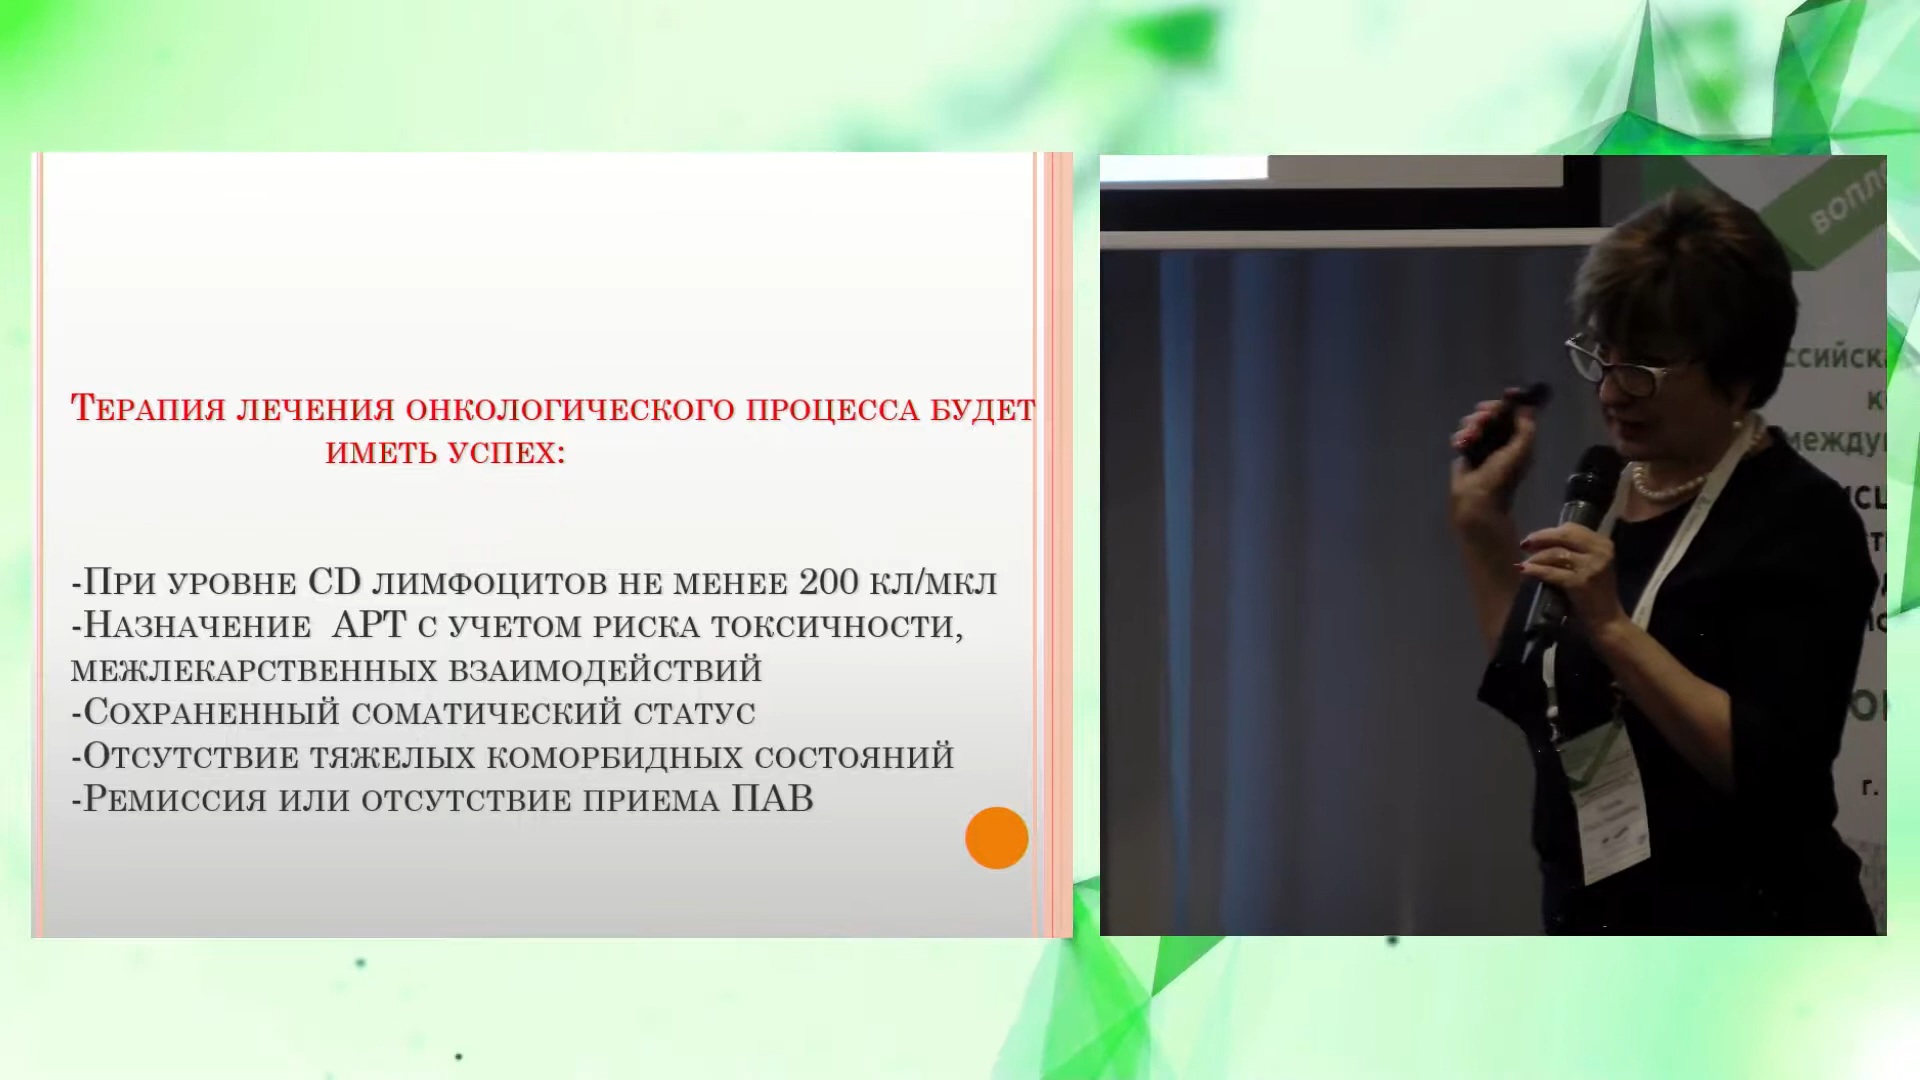 Терапия лечения онкологического процесса будет
иметь успех:
-При уровне CD лимфоцитов не менее 200 кл/мкл
-Назначение АРТ с учетом риска токсичности,
межлекарственных взаимодействий
-Сохраненный соматический статус
-Отсутствие тяжелых коморбидных состояний
-Ремиссия или отсутствие приема ПАВ
г.